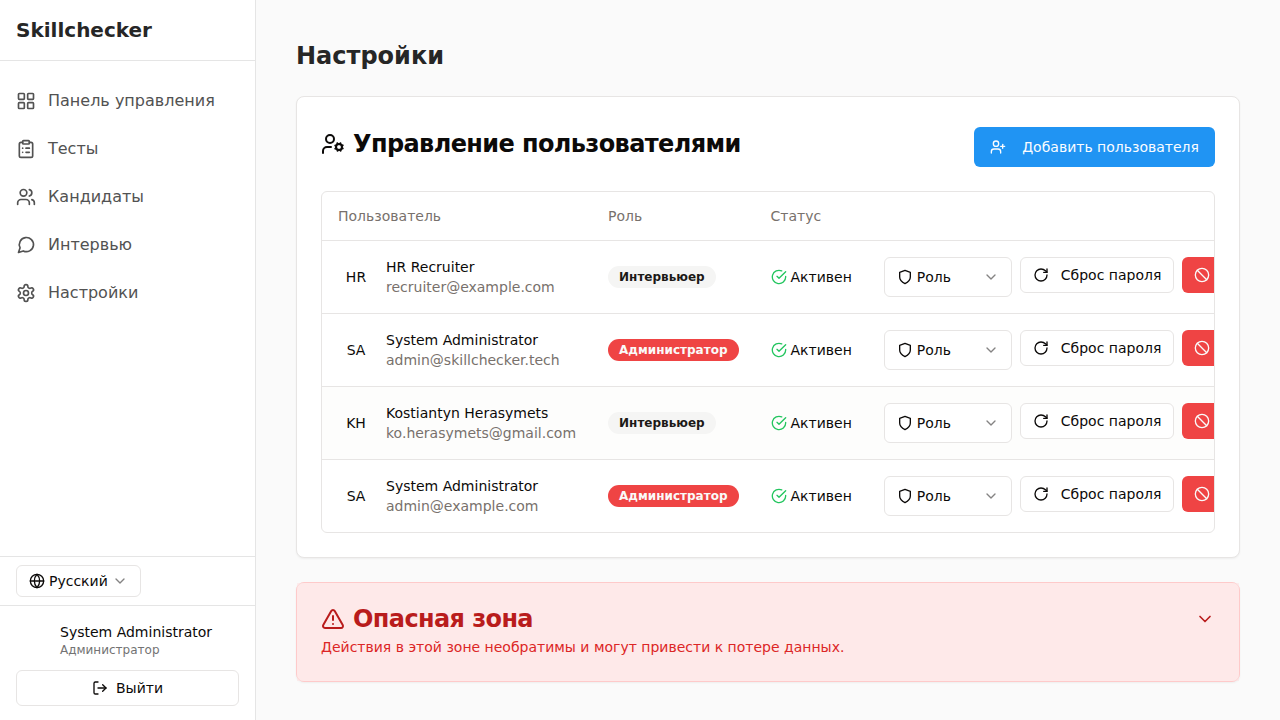 Skillchecker
Панель управления
Тесты
Кандидаты
Интервью
Настройки
Русский
System Administrator
Администратор
Выйти
Настройки
Управление пользователями
Добавить пользователя
Пользователь Роль Статус
HR HR Recruiter recruiter@example.com Интервьюер Активен Роль Сброс пароля
SA System Administrator admin@skillchecker.tech Администратор Активен Роль Сброс пароля
KH Kostiantyn Herasymets ko.herasymets@gmail.com Интервьюер Активен Роль Сброс пароля
SA System Administrator admin@example.com Администратор Активен Роль Сброс пароля
Опасная зона
Действия в этой зоне необратимы и могут привести к потере данных.